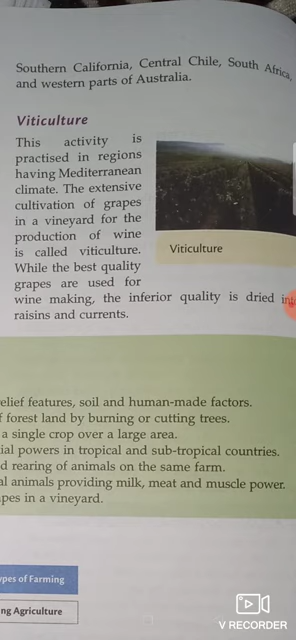 Southern California, Central Chile, South Africa,
and western parts of Australia.
Viticulture
This activity is
practised in regions
having Mediterranean
climate. The extensive
cultivation of grapes
in a vineyard for the
production of wine
is called viticulture.
While the best quality
grapes are used for
wine making, the inferior quality is dried into
raisins and currents.
Viticulture
relief features, soil and human-made factors.
f forest land by burning or cutting trees.
a single crop over a large area.
ial powers in tropical and sub-tropical countries.
d rearing of animals on the same farm.
al animals providing milk, meat and muscle power.
apes in a vineyard.
ypes of Farming
ng Agriculture
V RECORDER